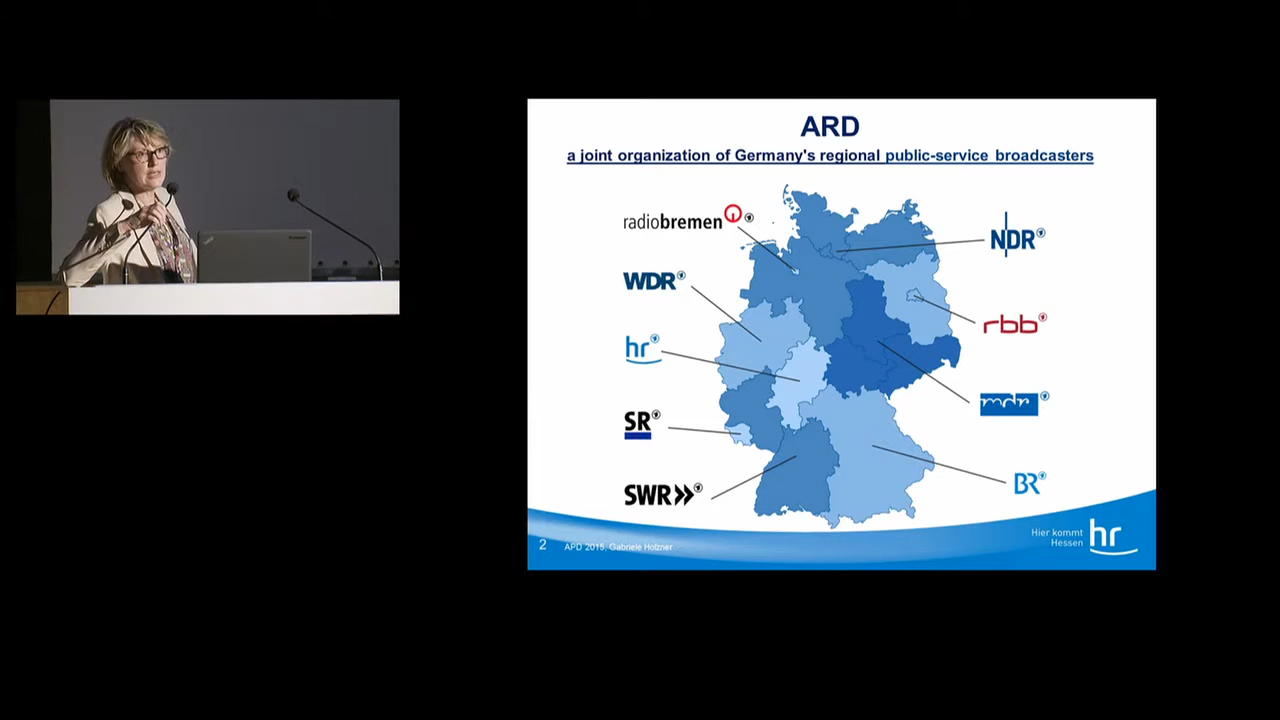 ARD
a joint organization of Germany's regional public-service broadcasters
radiobremen
NDR
WDR
rbb
hr
mdr
SR
BR
SWR
Hier kommt
Hessen
hr
2
APD 2015, Gabriele Holzner